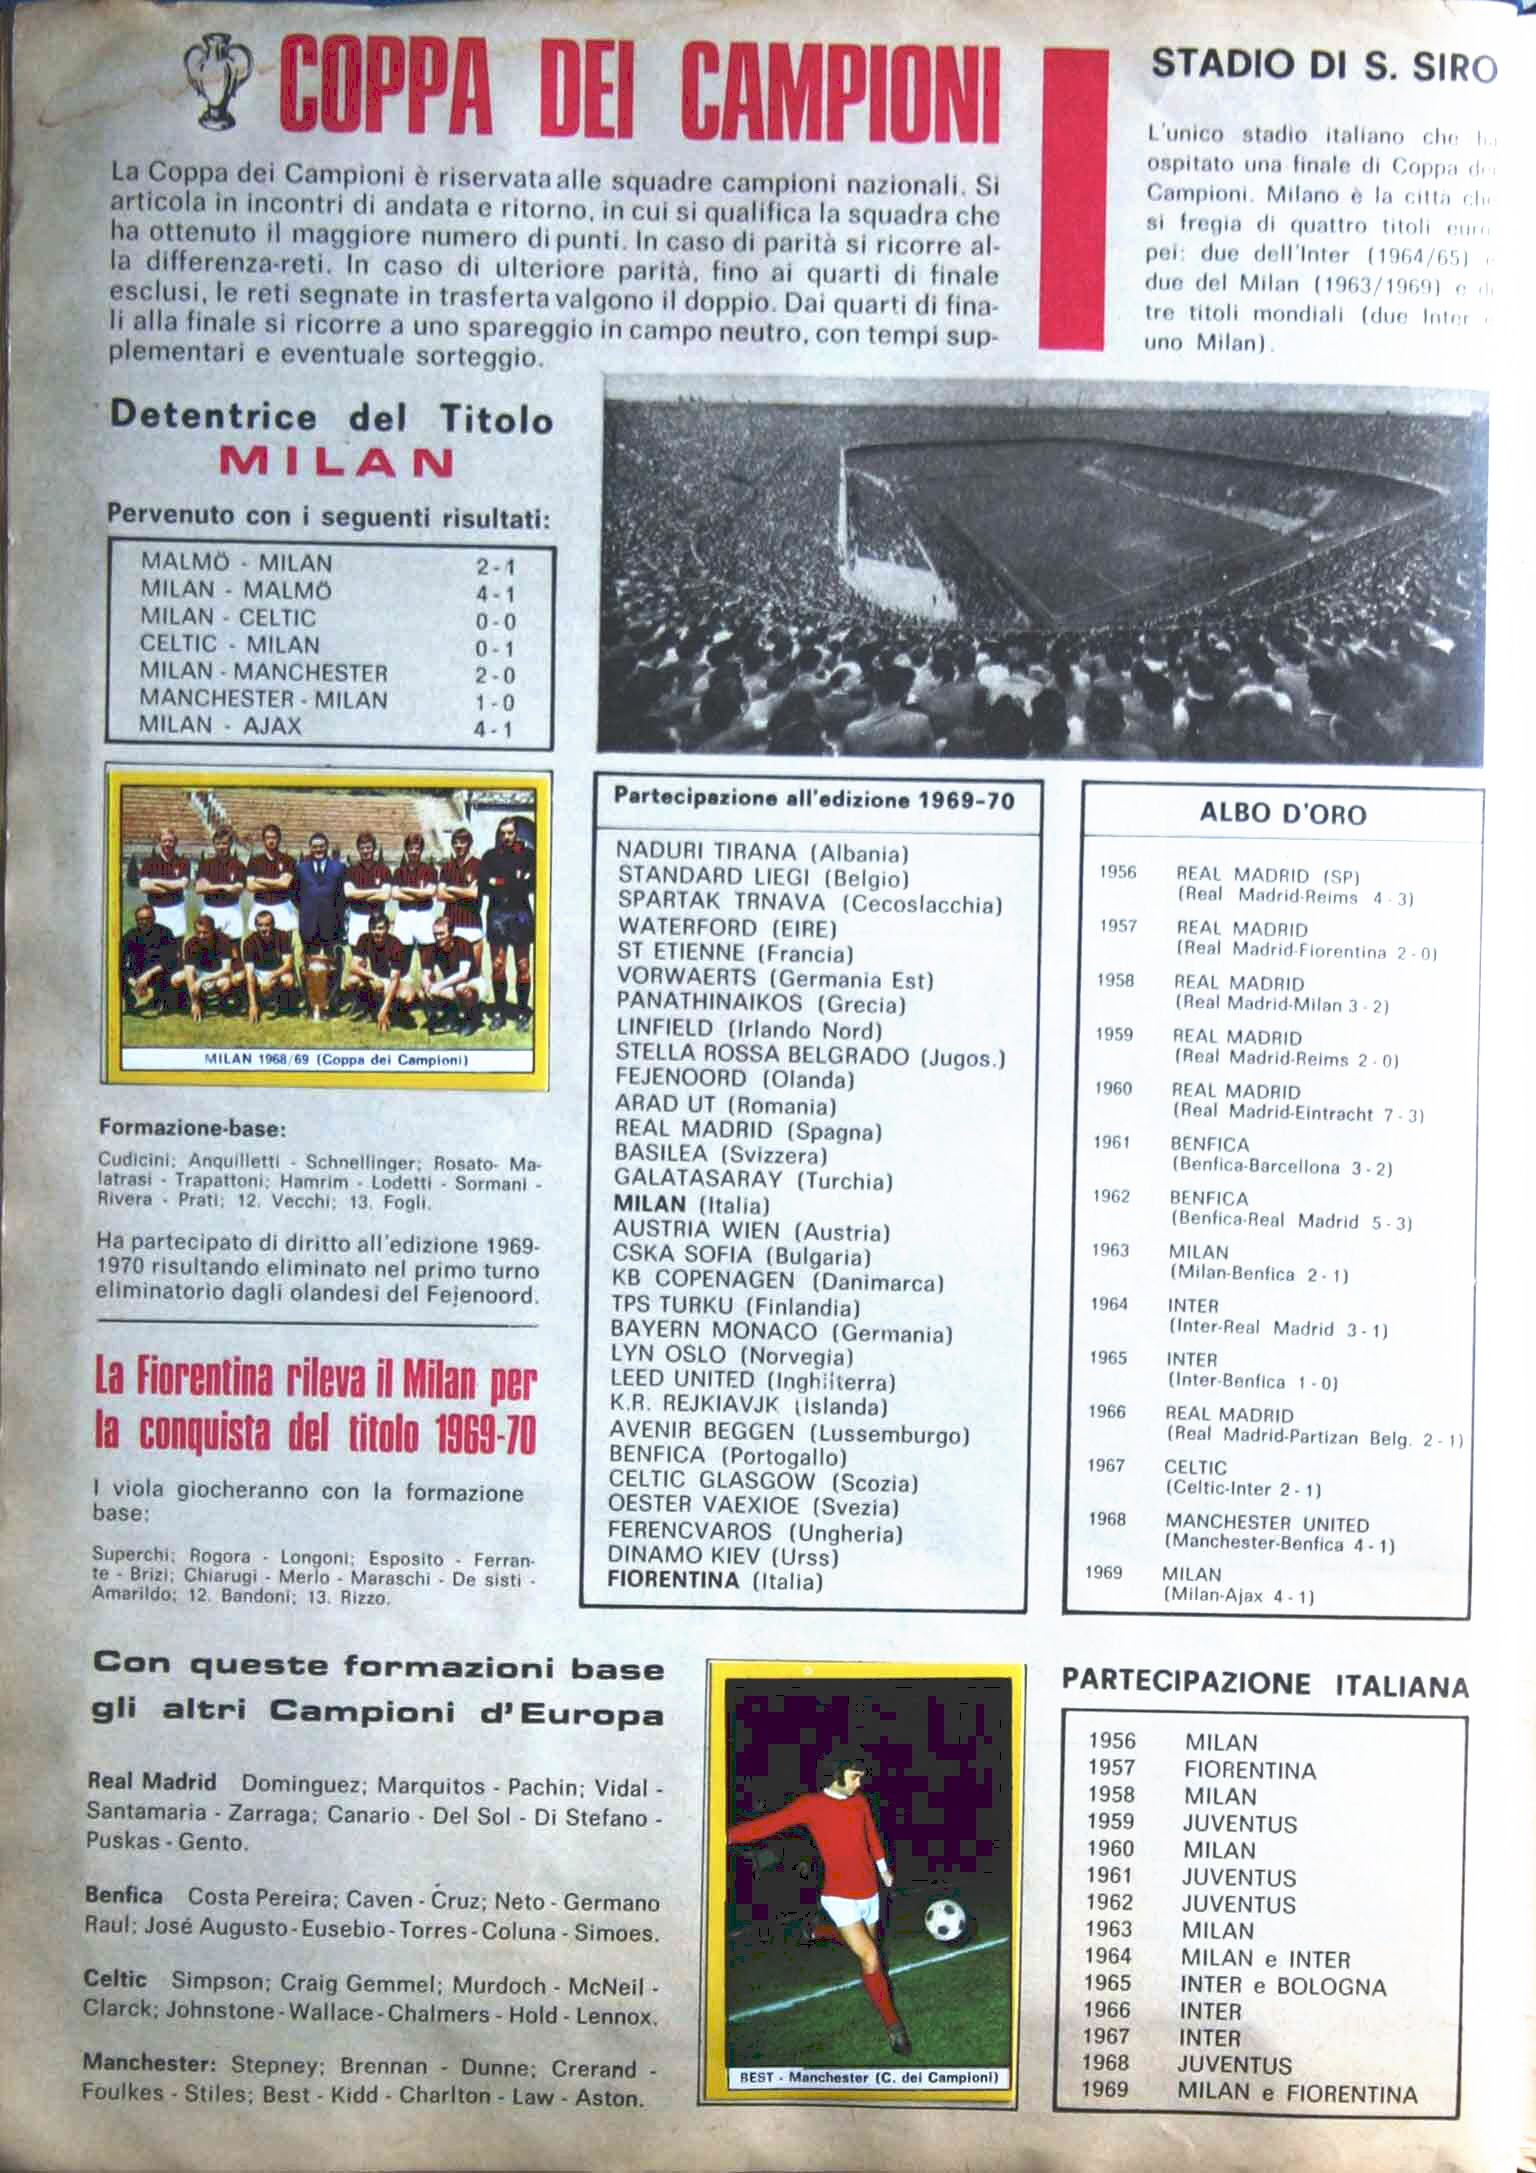 COPPA DEI CAMPIONI
La Coppa dei Campioni è riservata alle squadre campioni nazionali. Si
articola in incontri di andata e ritorno, in cui si qualifica la squadra che
ha ottenuto il maggiore numero di punti. In caso di parità si ricorre al-
la differenza-reti. In caso di ulteriore parità, fino ai quarti di finale
esclusi, le reti segnate in trasferta valgono il doppio. Dai quarti di fina-
li alla finale si ricorre a uno spareggio in campo neutro, con tempi sup-
plementari e eventuale sorteggio.
STADIO DI S. SIRO
L'unico stadio italiano che
ospitato una finale di Coppa
Campioni. Milano è la città
si fregia di quattro titoli
pei: due dell'Inter (1964/65)
due del Milan (1963/1969) e
tre titoli mondiali (due Inter
uno Milan).
Detentrice del Titolo
MILAN
Pervenuto con i seguenti risultati:
MALMÖ - MILAN 2-1
MILAN - MALMÖ 4-1
MILAN - CELTIC 0-0
CELTIC - MILAN 0-1
MILAN - MANCHESTER 2-0
MANCHESTER - MILAN 1-0
MILAN - AJAX 4-1
MILAN 1968/69 (Coppa dei Campioni)
Formazione-base:
Cudicini; Anquilletti - Schnellinger; Rosato- Ma-
latrasi - Trapattoni; Hamrim - Lodetti - Sormani -
Rivera - Prati; 12. Vecchi; 13. Fogli.
Ha partecipato di diritto all'edizione 1969-
1970 risultando eliminato nel primo turno
eliminatorio dagli olandesi del Fejenoord.
La Fiorentina rileva il Milan per
la conquista del titolo 1969-70
I viola giocheranno con la formazione
base:
Superchi; Rogora - Longoni; Esposito - Ferran-
te - Brizi; Chiarugi - Merlo - Maraschi - De sisti -
Amarildo; 12. Bandoni; 13. Rizzo.
Partecipazione all'edizione 1969-70
NADURI TIRANA (Albania)
STANDARD LIEGI (Belgio)
SPARTAK TRNAVA (Cecoslacchia)
WATERFORD (EIRE)
ST ETIENNE (Francia)
VORWAERTS (Germania Est)
PANATHINAIKOS (Grecia)
LINFIELD (Irlando Nord)
STELLA ROSSA BELGRADO (Jugos.)
FEJENOORD (Olanda)
ARAD UT (Romania)
REAL MADRID (Spagna)
BASILEA (Svizzera)
GALATASARAY (Turchia)
MILAN (Italia)
AUSTRIA WIEN (Austria)
CSKA SOFIA (Bulgaria)
KB COPENAGEN (Danimarca)
TPS TURKU (Finlandia)
BAYERN MONACO (Germania)
LYN OSLO (Norvegia)
LEED UNITED (Inghilterra)
K.R. REJKIAVJK (Islanda)
AVENIR BEGGEN (Lussemburgo)
BENFICA (Portogallo)
CELTIC GLASGOW (Scozia)
OESTER VAEXIOE (Svezia)
FERENCVAROS (Ungheria)
DINAMO KIEV (Urss)
FIORENTINA (Italia)
ALBO D'ORO
1956 REAL MADRID (SP)
(Real Madrid-Reims 4-3)
1957 REAL MADRID
(Real Madrid-Fiorentina 2-0)
1958 REAL MADRID
(Real Madrid-Milan 3-2)
1959 REAL MADRID
(Real Madrid-Reims 2-0)
1960 REAL MADRID
(Real Madrid-Eintracht 7-3)
1961 BENFICA
(Benfica-Barcellona 3-2)
1962 BENFICA
(Benfica-Real Madrid 5-3)
1963 MILAN
(Milan-Benfica 2-1)
1964 INTER
(Inter-Real Madrid 3-1)
1965 INTER
(Inter-Benfica 1-0)
1966 REAL MADRID
(Real Madrid-Partizan Belg. 2-1)
1967 CELTIC
(Celtic-Inter 2-1)
1968 MANCHESTER UNITED
(Manchester-Benfica 4-1)
1969 MILAN
(Milan-Ajax 4-1)
Con queste formazioni base
gli altri Campioni d'Europa
Real Madrid Dominguez; Marquitos - Pachin; Vidal -
Santamaria - Zarraga; Canario - Del Sol - Di Stefano -
Puskas - Gento.
Benfica Costa Pereira; Caven - Cruz; Neto - Germano
Raul; José Augusto - Eusebio - Torres - Coluna - Simoes.
Celtic Simpson; Craig Gemmel; Murdoch - McNeil -
Clarck; Johnstone - Wallace - Chalmers - Hold - Lennox.
Manchester: Stepney; Brennan - Dunne; Crerand -
Foulkes - Stiles; Best - Kidd - Charlton - Law - Aston.
BEST - Manchester (C. dei Campioni)
PARTECIPAZIONE ITALIANA
1956 MILAN
1957 FIORENTINA
1958 MILAN
1959 JUVENTUS
1960 MILAN
1961 JUVENTUS
1962 JUVENTUS
1963 MILAN
1964 MILAN e INTER
1965 INTER e BOLOGNA
1966 INTER
1967 INTER
1968 JUVENTUS
1969 MILAN e FIORENTINA